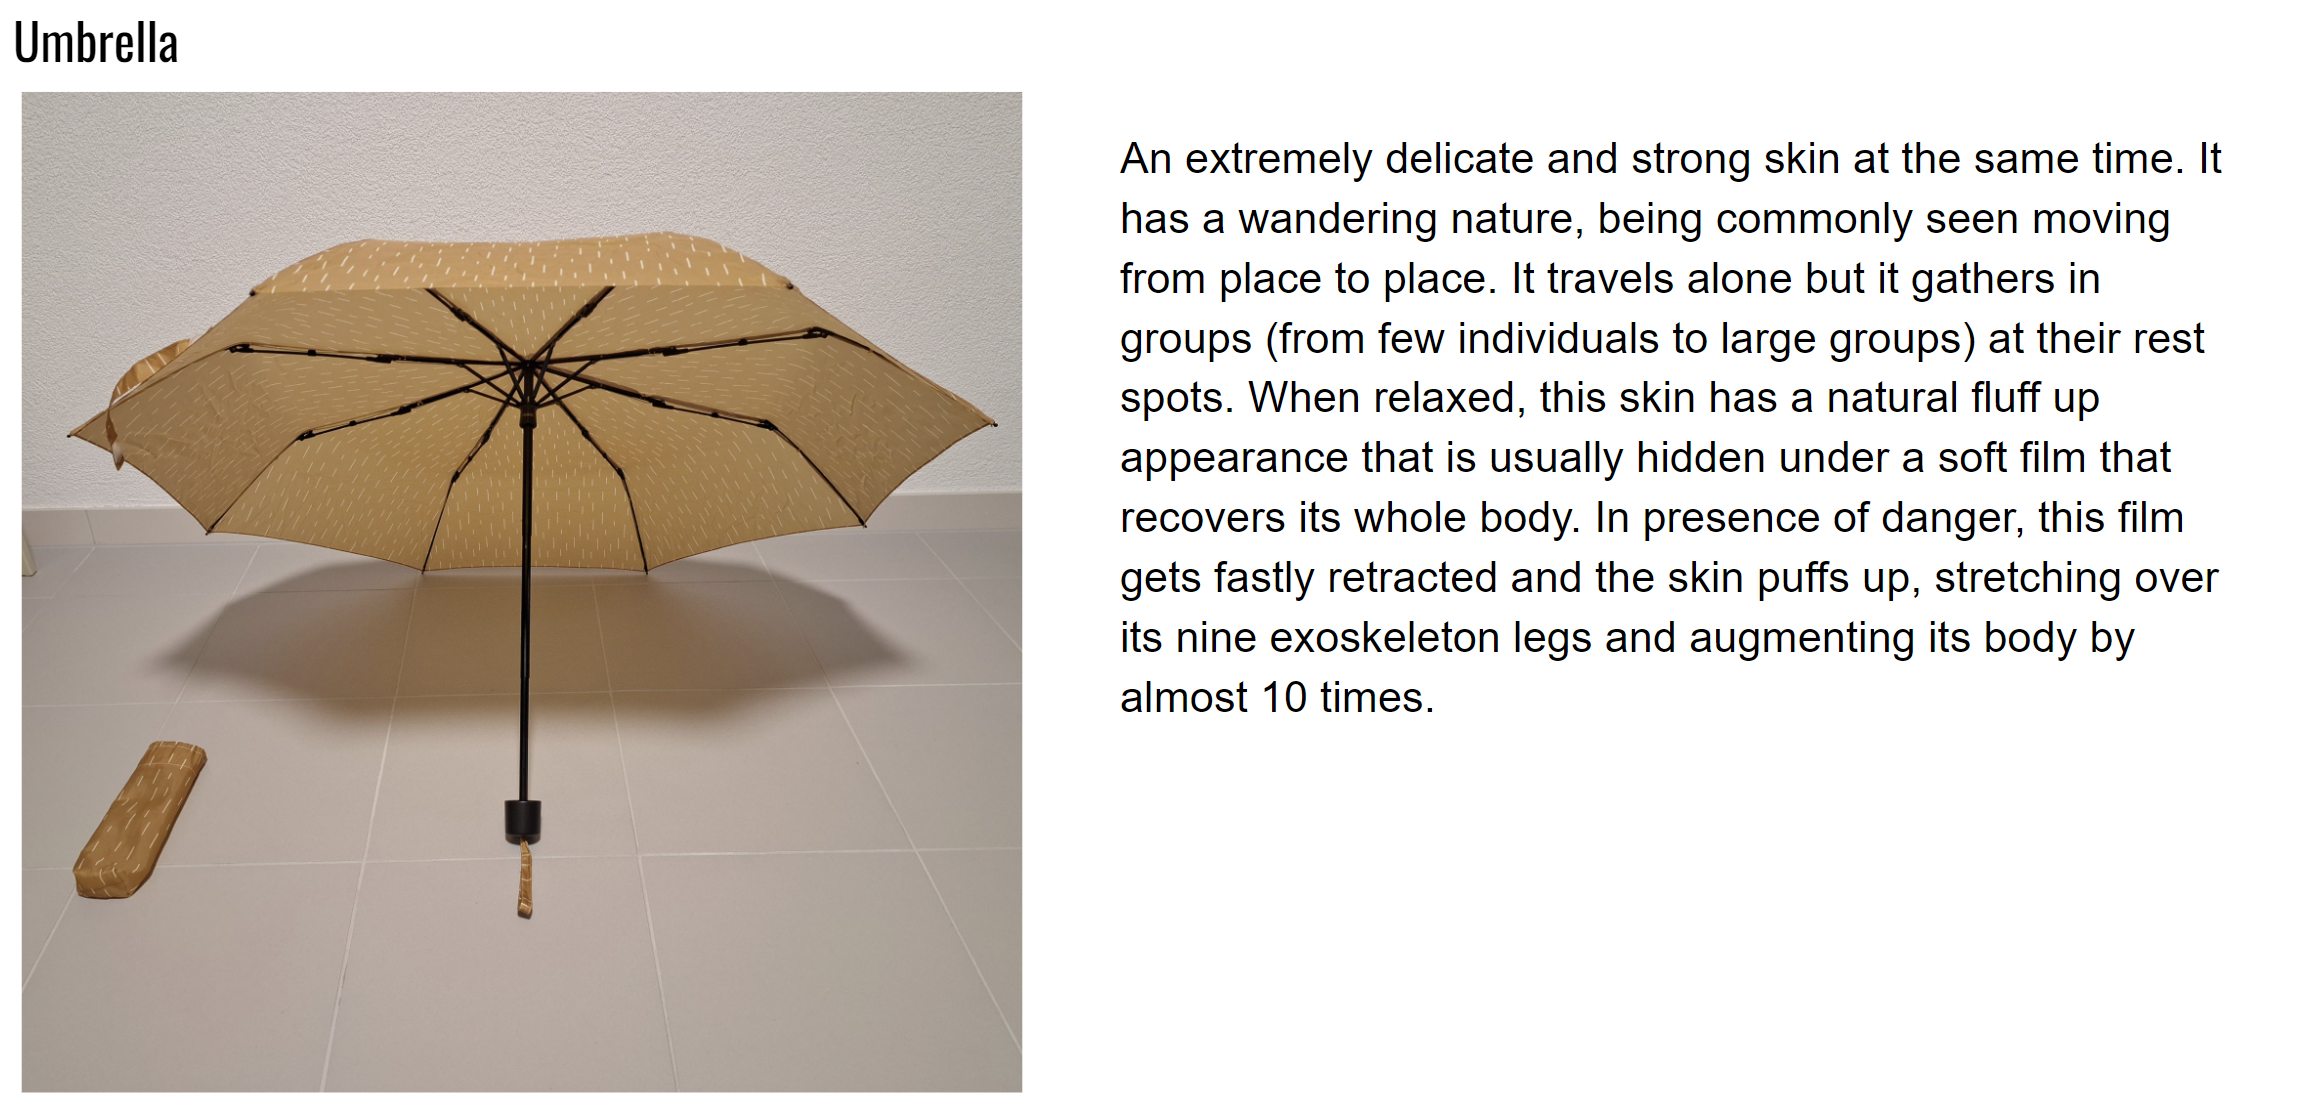 Umbrella
An extremely delicate and strong skin at the same time. It
has a wandering nature, being commonly seen moving
from place to place. It travels alone but it gathers in
groups (from few individuals to large groups) at their rest
spots. When relaxed, this skin has a natural fluff up
appearance that is usually hidden under a soft film that
recovers its whole body. In presence of danger, this film
gets fastly retracted and the skin puffs up, stretching over
its nine exoskeleton legs and augmenting its body by
almost 10 times.